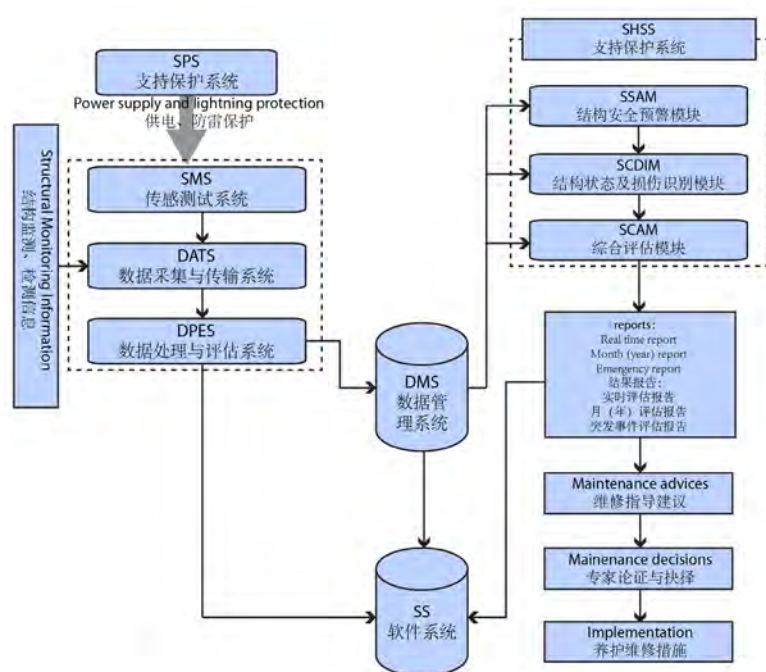 SPS
支持保护系统
Power supply and lightning protection
供电、防雷保护
Structural Monitoring Information
结构监测、检测信息
SMS
传感测试系统
DATS
数据采集与传输系统
DPES
数据处理与评估系统
DMS
数据管
理系统
SS
软件系统
SHSS
支持保护系统
SSAM
结构安全预警模块
SCDIM
结构状态及损伤识别模块
SCAM
综合评估模块
reports:
Real time report
Month (year) report
Emergency report
结果报告:
实时评估报告
月（年）评估报告
突发事件评估报告
Maintenance advices
维修指导建议
Mainenance decisions
专家论证与抉择
Implementation
养护维修措施